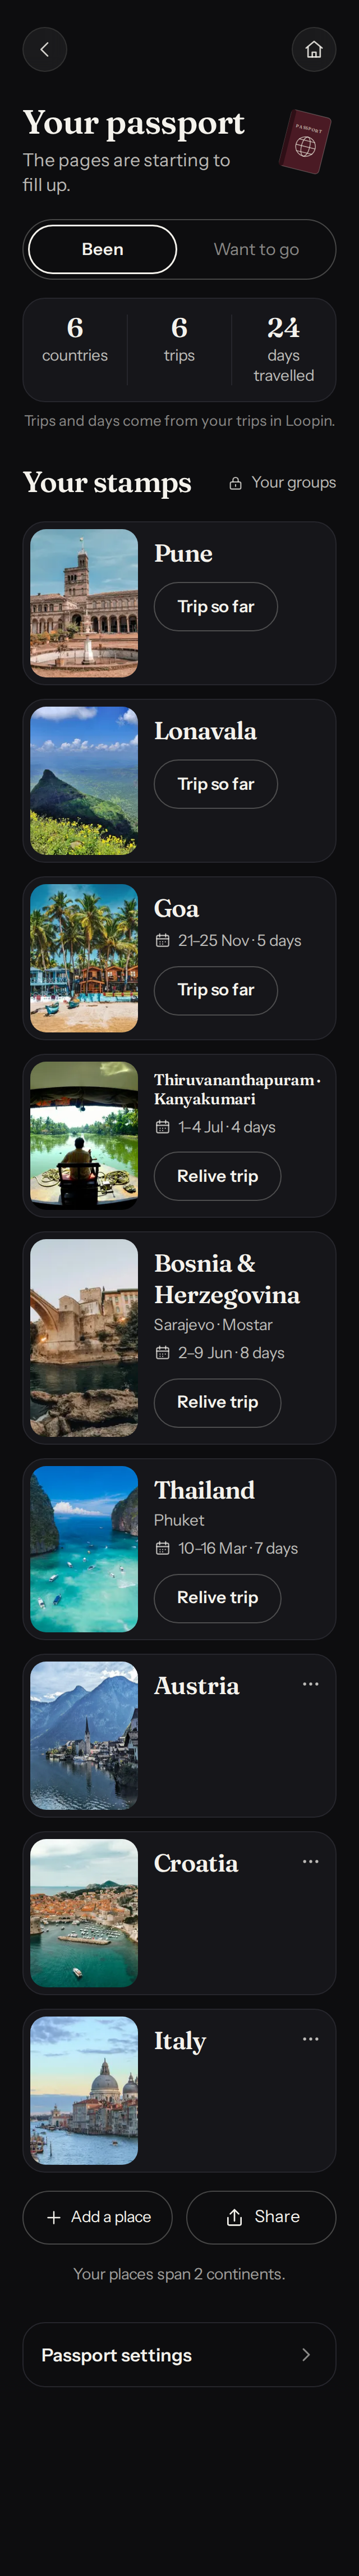 Your passport
The pages are starting to
fill up.
PASSPORT
Been
Want to go
6
countries
6
trips
24
days
travelled
Trips and days come from your trips in Loopin.
Your stamps
Your groups
Pune
Trip so far
Lonavala
Trip so far
Goa
21–25 Nov · 5 days
Trip so far
Thiruvananthapuram ·
Kanyakumari
1–4 Jul · 4 days
Relive trip
Bosnia &
Herzegovina
Sarajevo · Mostar
2–9 Jun · 8 days
Relive trip
Thailand
Phuket
10–16 Mar · 7 days
Relive trip
Austria
Croatia
Italy
Add a place
Share
Your places span 2 continents.
Passport settings